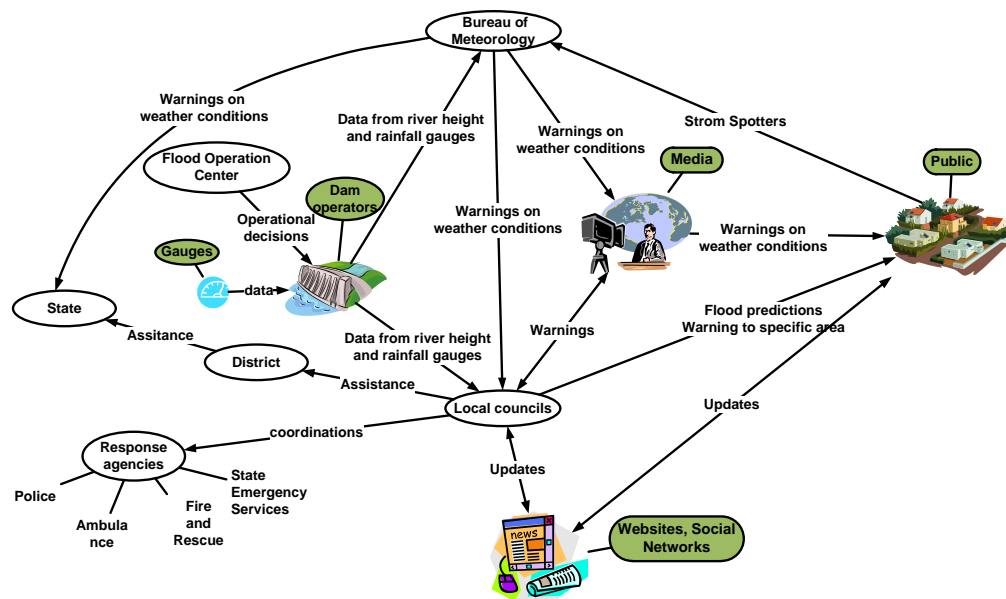 Bureau of
Meteorology
Warnings on
weather conditions
Data from river height
and rainfall gauges
Strom Spotters
Warnings on
weather conditions
Media
Public
Flood Operation
Center
Dam
operators
Operational
decisions
Warnings on
weather conditions
Warnings on
weather conditions
Gauges
data
State
Flood predictions
Warning to specific area
Warnings
Assitance
Data from river height
and rainfall gauges
District
Assistance
Local councils
Updates
coordinations
Response
agencies
Updates
State
Emergency
Services
Police
Fire
and
Rescue
Ambula
nce
news
Websites, Social
Networks